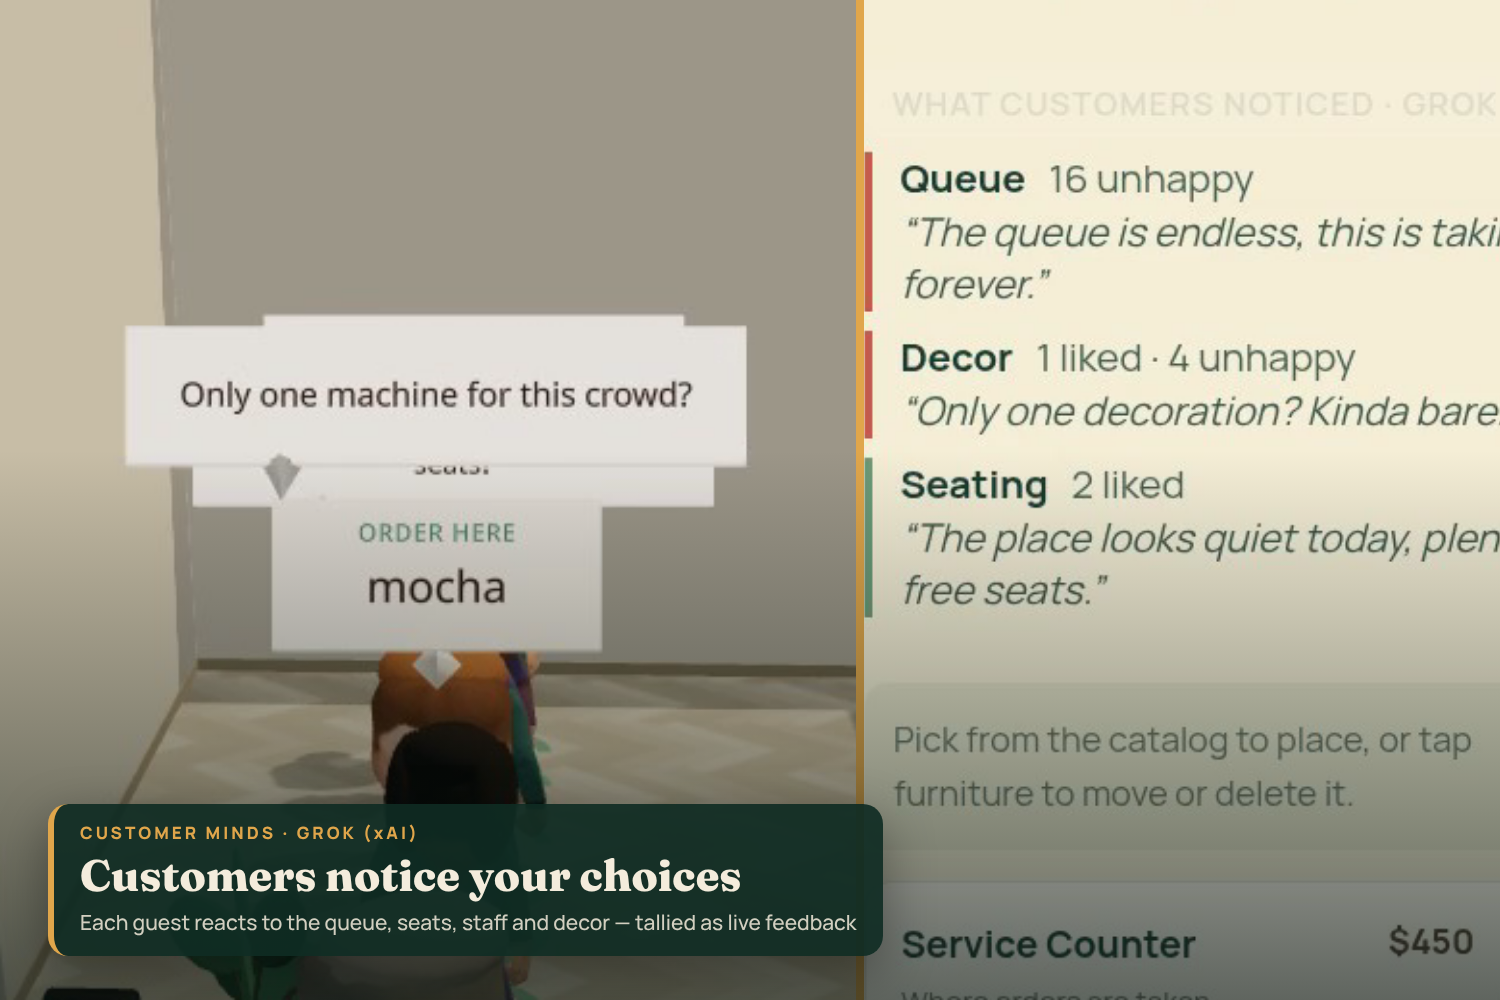 Only one machine for this crowd?
seats.
ORDER HERE
mocha
WHAT CUSTOMERS NOTICED · GROK
Queue 16 unhappy
“The queue is endless, this is
forever.”
Decor 1 liked · 4 unhappy
“Only one decoration? Kinda bare
Seating 2 liked
“The place looks quiet today,
free seats.”
Pick from the catalog to place, or tap
furniture to move or delete it.
Service Counter $450
CUSTOMER MINDS · GROK (xAI)
Customers notice your choices
Each guest reacts to the queue, seats, staff and decor — tallied as live feedback